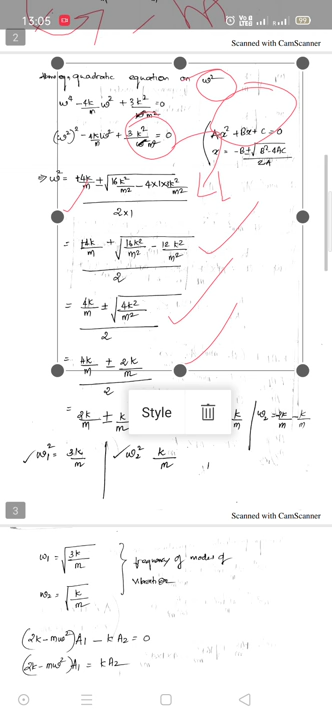 13:05
Vo LTE 99
2
Scanned with CamScanner
quadratic equation on ω²
ω⁴ - 4k/m ω² + 3k²/m² = 0
(ω²)² - 4k/m ω² + 3k²/m² = 0
Ax² + Bx + C = 0
x = -B ± √B² - 4AC / 2A
⇒ ω² = +4k/m ± √16k²/m² - 4×1×3k²/m² / 2×1
= +4k/m ± √16k²/m² - 12k²/m² / 2
= 4k/m ± √4k²/m² / 2
= 4k/m ± 2k/m / 2
Style
= 2k/m ± k/m
ω₁² = 3k/m
ω₂² = k/m
3
Scanned with CamScanner
ω₁ = √3k/m
ω₂ = √k/m
frequency of modes of vibration
(2k - mω²)A₁ - kA₂ = 0
(2k - mω²)A₁ = kA₂